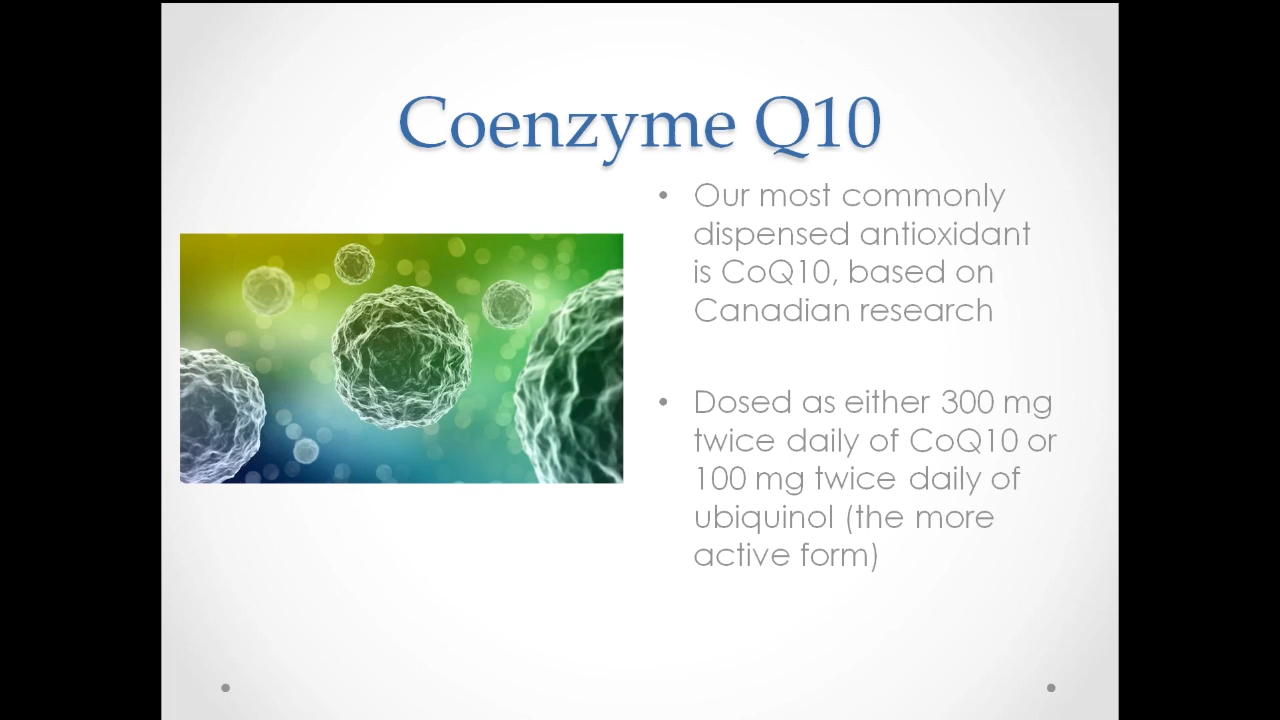 Coenzyme Q10
• Our most commonly
dispensed antioxidant
is CoQ10, based on
Canadian research
• Dosed as either 300 mg
twice daily of CoQ10 or
100 mg twice daily of
ubiquinol (the more
active form)